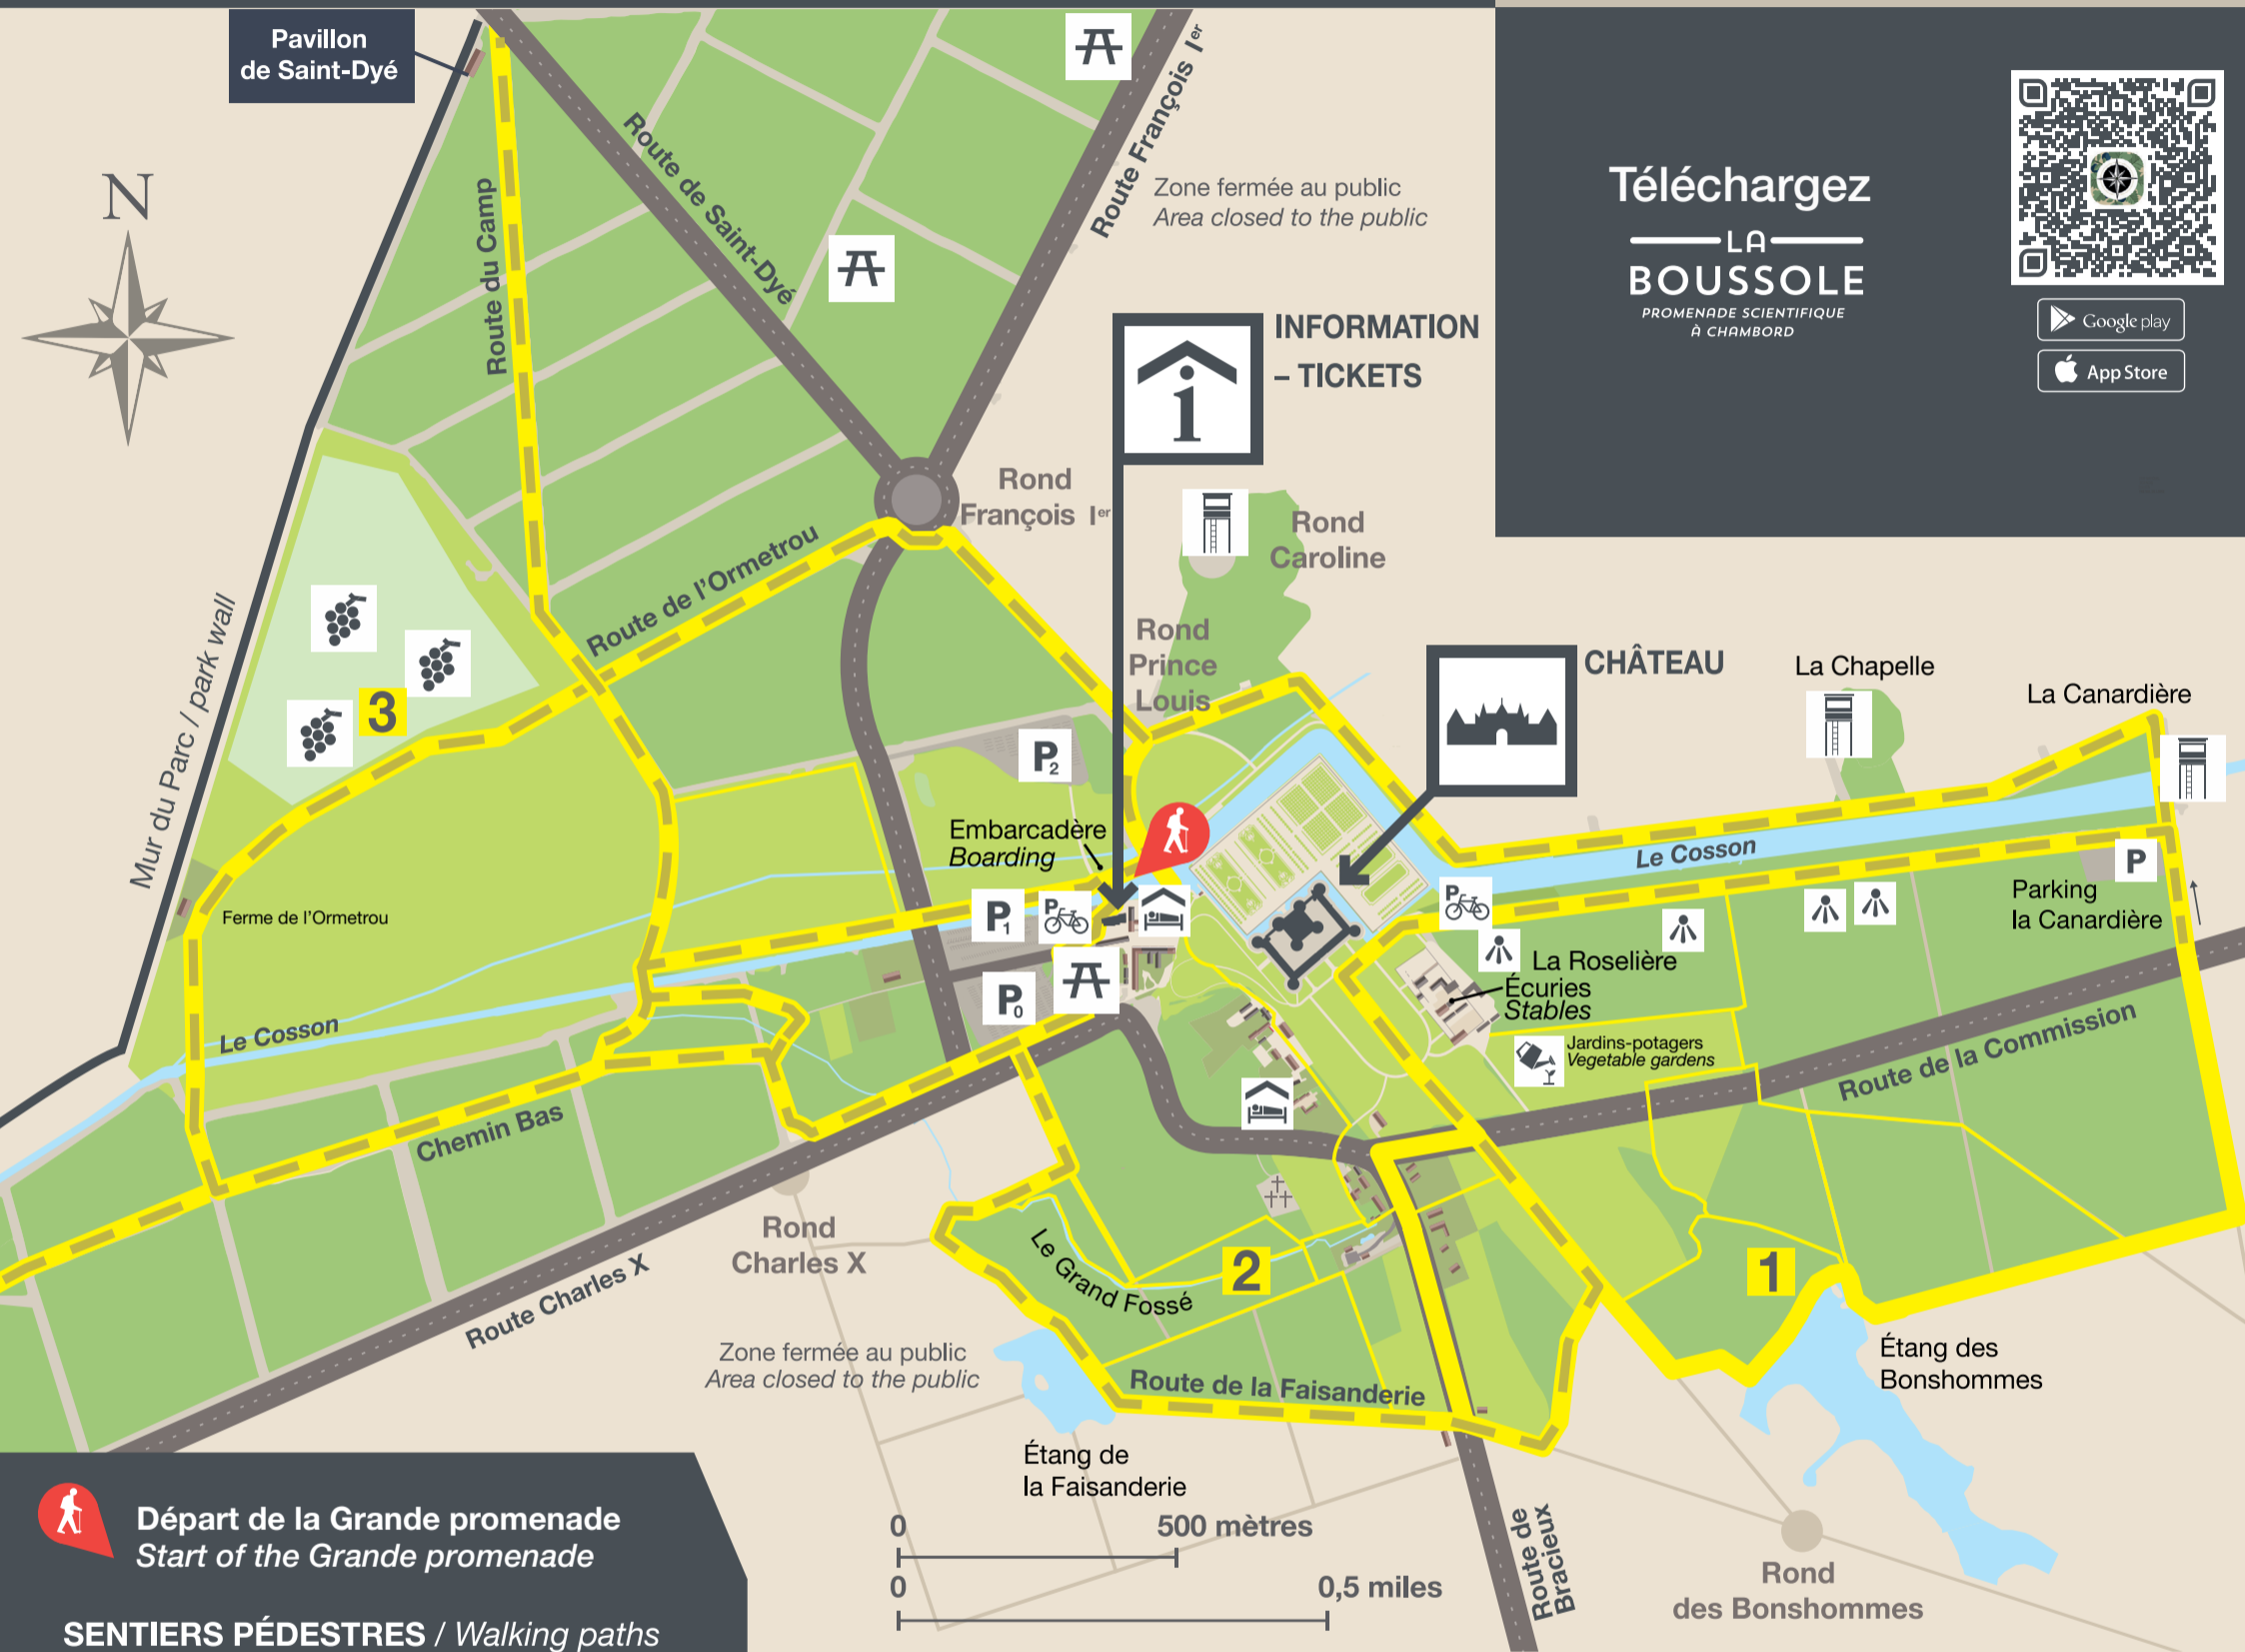 Pavillon
de Saint-Dyé
N
Route du Camp
Route de Saint-Dyé
Route François Iᵉʳ
Zone fermée au public
Area closed to the public
Téléchargez
LA
BOUSSOLE
PROMENADE SCIENTIFIQUE
À CHAMBORD
Google play
App Store
INFORMATION
– TICKETS
i
Rond
François Iᵉʳ
Rond
Caroline
Route de l'Ormetrou
Rond
Prince
Louis
CHÂTEAU
La Chapelle
La Canardière
Mur du Parc / park wall
3
P₂
Embarcadère
Boarding
Le Cosson
P
Parking
la Canardière
Ferme de l'Ormetrou
P₁
P
P
La Roselière
Écuries
Stables
P₀
Le Cosson
Jardins-potagers
Vegetable gardens
Route de la Commission
Chemin Bas
Rond
Charles X
Route Charles X
Le Grand Fossé
2
1
Zone fermée au public
Area closed to the public
Route de la Faisanderie
Étang des
Bonshommes
Étang de
la Faisanderie
0
500 mètres
0
0,5 miles
Route de
Bracieux
Rond
des Bonshommes
Départ de la Grande promenade
Start of the Grande promenade
SENTIERS PÉDESTRES / Walking paths